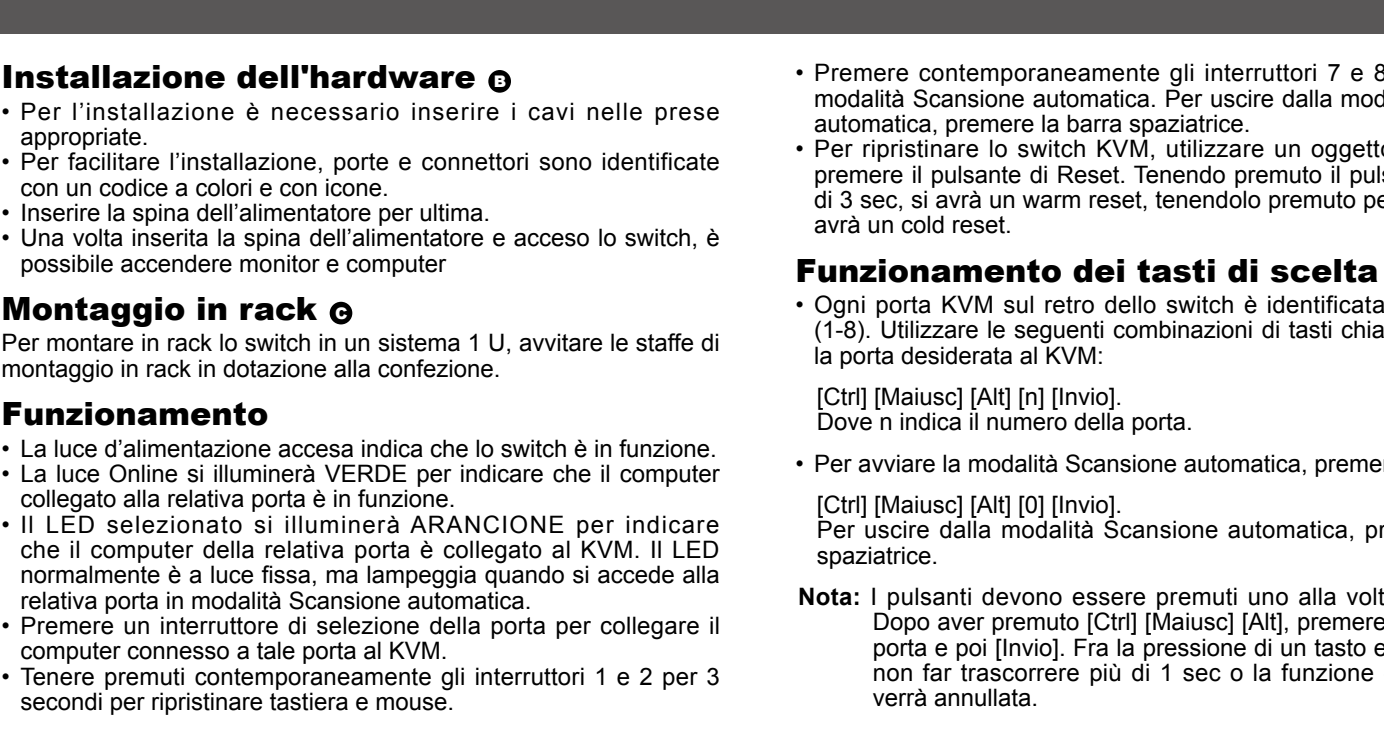 Installazione dell'hardware B
• Per l’installazione è necessario inserire i cavi nelle prese
appropriate.
• Per facilitare l’installazione, porte e connettori sono identificate
con un codice a colori e con icone.
• Inserire la spina dell’alimentatore per ultima.
• Una volta inserita la spina dell’alimentatore e acceso lo switch, è
possibile accendere monitor e computer
Montaggio in rack C
Per montare in rack lo switch in un sistema 1 U, avvitare le staffe di
montaggio in rack in dotazione alla confezione.
Funzionamento
• La luce d’alimentazione accesa indica che lo switch è in funzione.
• La luce Online si illuminerà VERDE per indicare che il computer
collegato alla relativa porta è in funzione.
• Il LED selezionato si illuminerà ARANCIONE per indicare
che il computer della relativa porta è collegato al KVM. Il LED
normalmente è a luce fissa, ma lampeggia quando si accede alla
relativa porta in modalità Scansione automatica.
• Premere un interruttore di selezione della porta per collegare il
computer connesso a tale porta al KVM.
• Tenere premuti contemporaneamente gli interruttori 1 e 2 per 3
secondi per ripristinare tastiera e mouse.
• Premere contemporaneamente gli interruttori 7 e 8
modalità Scansione automatica. Per uscire dalla mod
automatica, premere la barra spaziatrice.
• Per ripristinare lo switch KVM, utilizzare un oggetto
premere il pulsante di Reset. Tenendo premuto il puls
di 3 sec, si avrà un warm reset, tenendolo premuto pe
avrà un cold reset.
Funzionamento dei tasti di scelta
• Ogni porta KVM sul retro dello switch è identificata
(1-8). Utilizzare le seguenti combinazioni di tasti chia
la porta desiderata al KVM:
[Ctrl] [Maiusc] [Alt] [n] [Invio].
Dove n indica il numero della porta.
• Per avviare la modalità Scansione automatica, preme
[Ctrl] [Maiusc] [Alt] [0] [Invio].
Per uscire dalla modalità Scansione automatica, pr
spaziatrice.
Nota: I pulsanti devono essere premuti uno alla volt
Dopo aver premuto [Ctrl] [Maiusc] [Alt], premere
porta e poi [Invio]. Fra la pressione di un tasto e
non far trascorrere più di 1 sec o la funzione
verrà annullata.